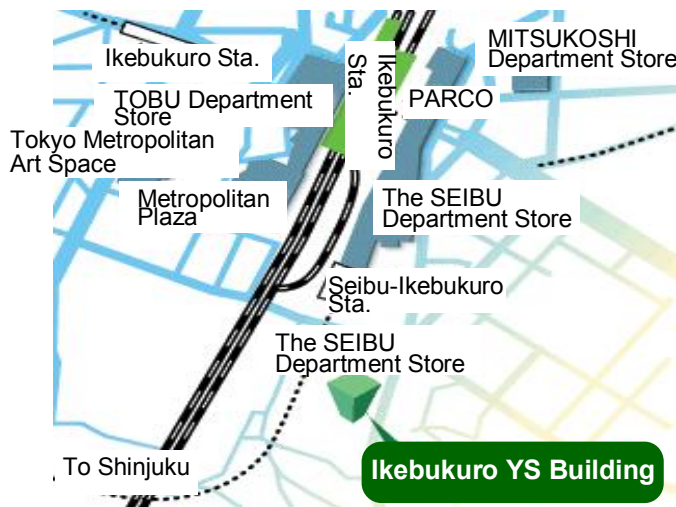 Ikebukuro Sta.
MITSUKOSHI
Department Store
Ikebukuro
Sta.
TOBU Department
Store
PARCO
Tokyo Metropolitan
Art Space
Metropolitan
Plaza
The SEIBU
Department Store
Seibu-Ikebukuro
Sta.
The SEIBU
Department Store
To Shinjuku
Ikebukuro YS Building